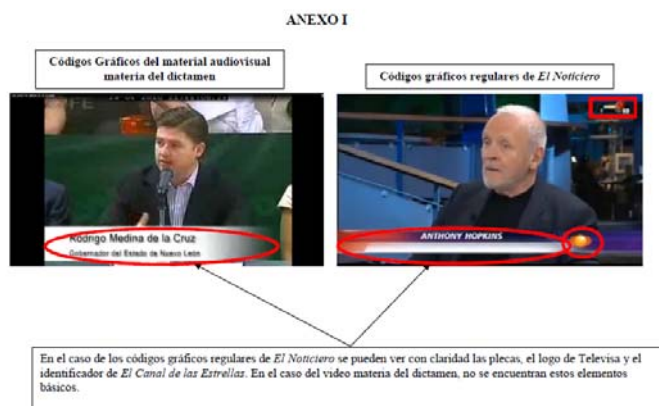 ANEXO I
Códigos Gráficos del material audiovisual
materia del dictamen
Códigos gráficos regulares de El Noticiero
Rodrigo Medina de la Cruz
Gobernador del Estado de Nuevo León
ANTHONY HOPKINS
En el caso de los códigos gráficos regulares de El Noticiero se pueden ver con claridad las plecas, el logo de Televisa y el
identificador de El Canal de las Estrellas. En el caso del video materia del dictamen, no se encuentran estos elementos
básicos.